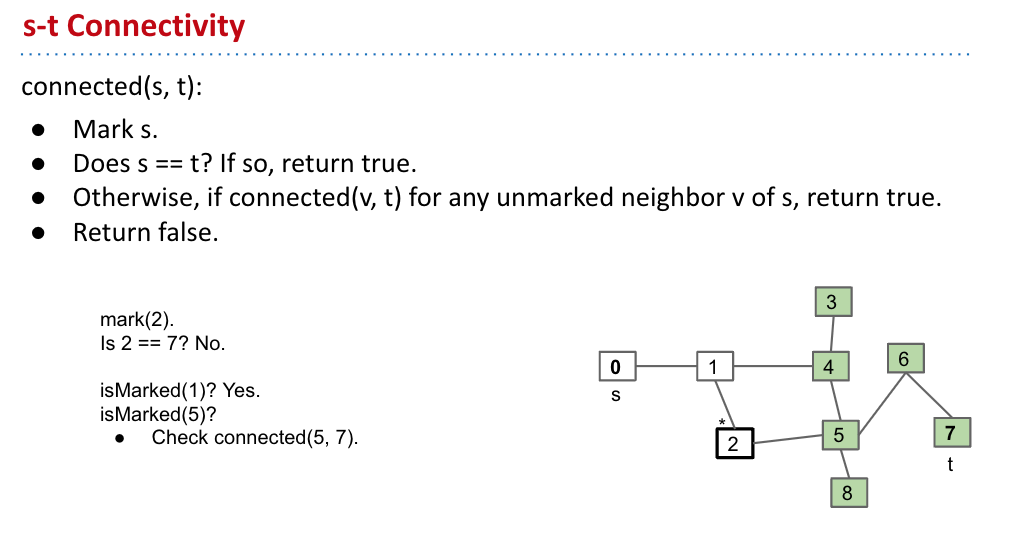 s-t Connectivity
connected(s, t):
● Mark s.
● Does s == t? If so, return true.
● Otherwise, if connected(v, t) for any unmarked neighbor v of s, return true.
● Return false.
mark(2).
Is 2 == 7? No.
isMarked(1)? Yes.
isMarked(5)?
● Check connected(5, 7).
3
0
1
4
6
s
*
2
5
7
t
8